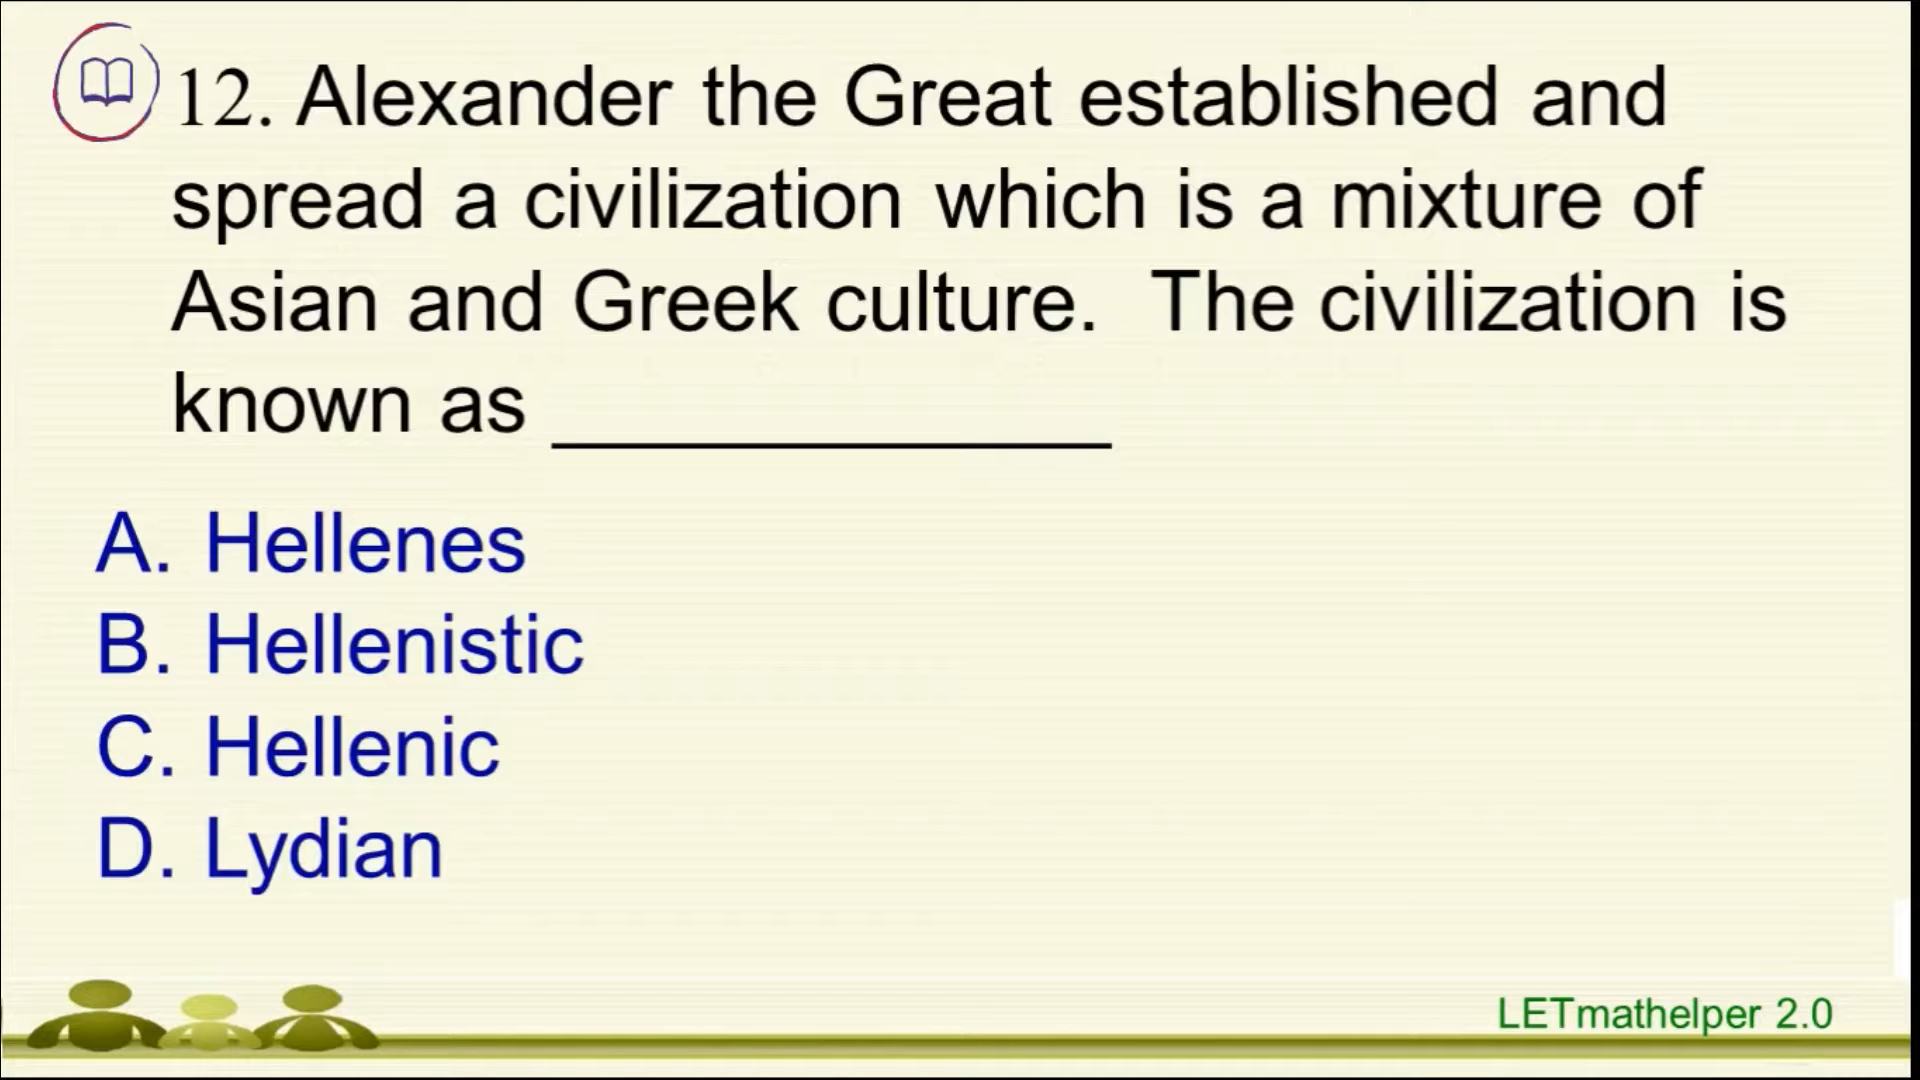 12. Alexander the Great established and
spread a civilization which is a mixture of
Asian and Greek culture. The civilization is
known as ______________
A. Hellenes
B. Hellenistic
C. Hellenic
D. Lydian
LETmathelper 2.0